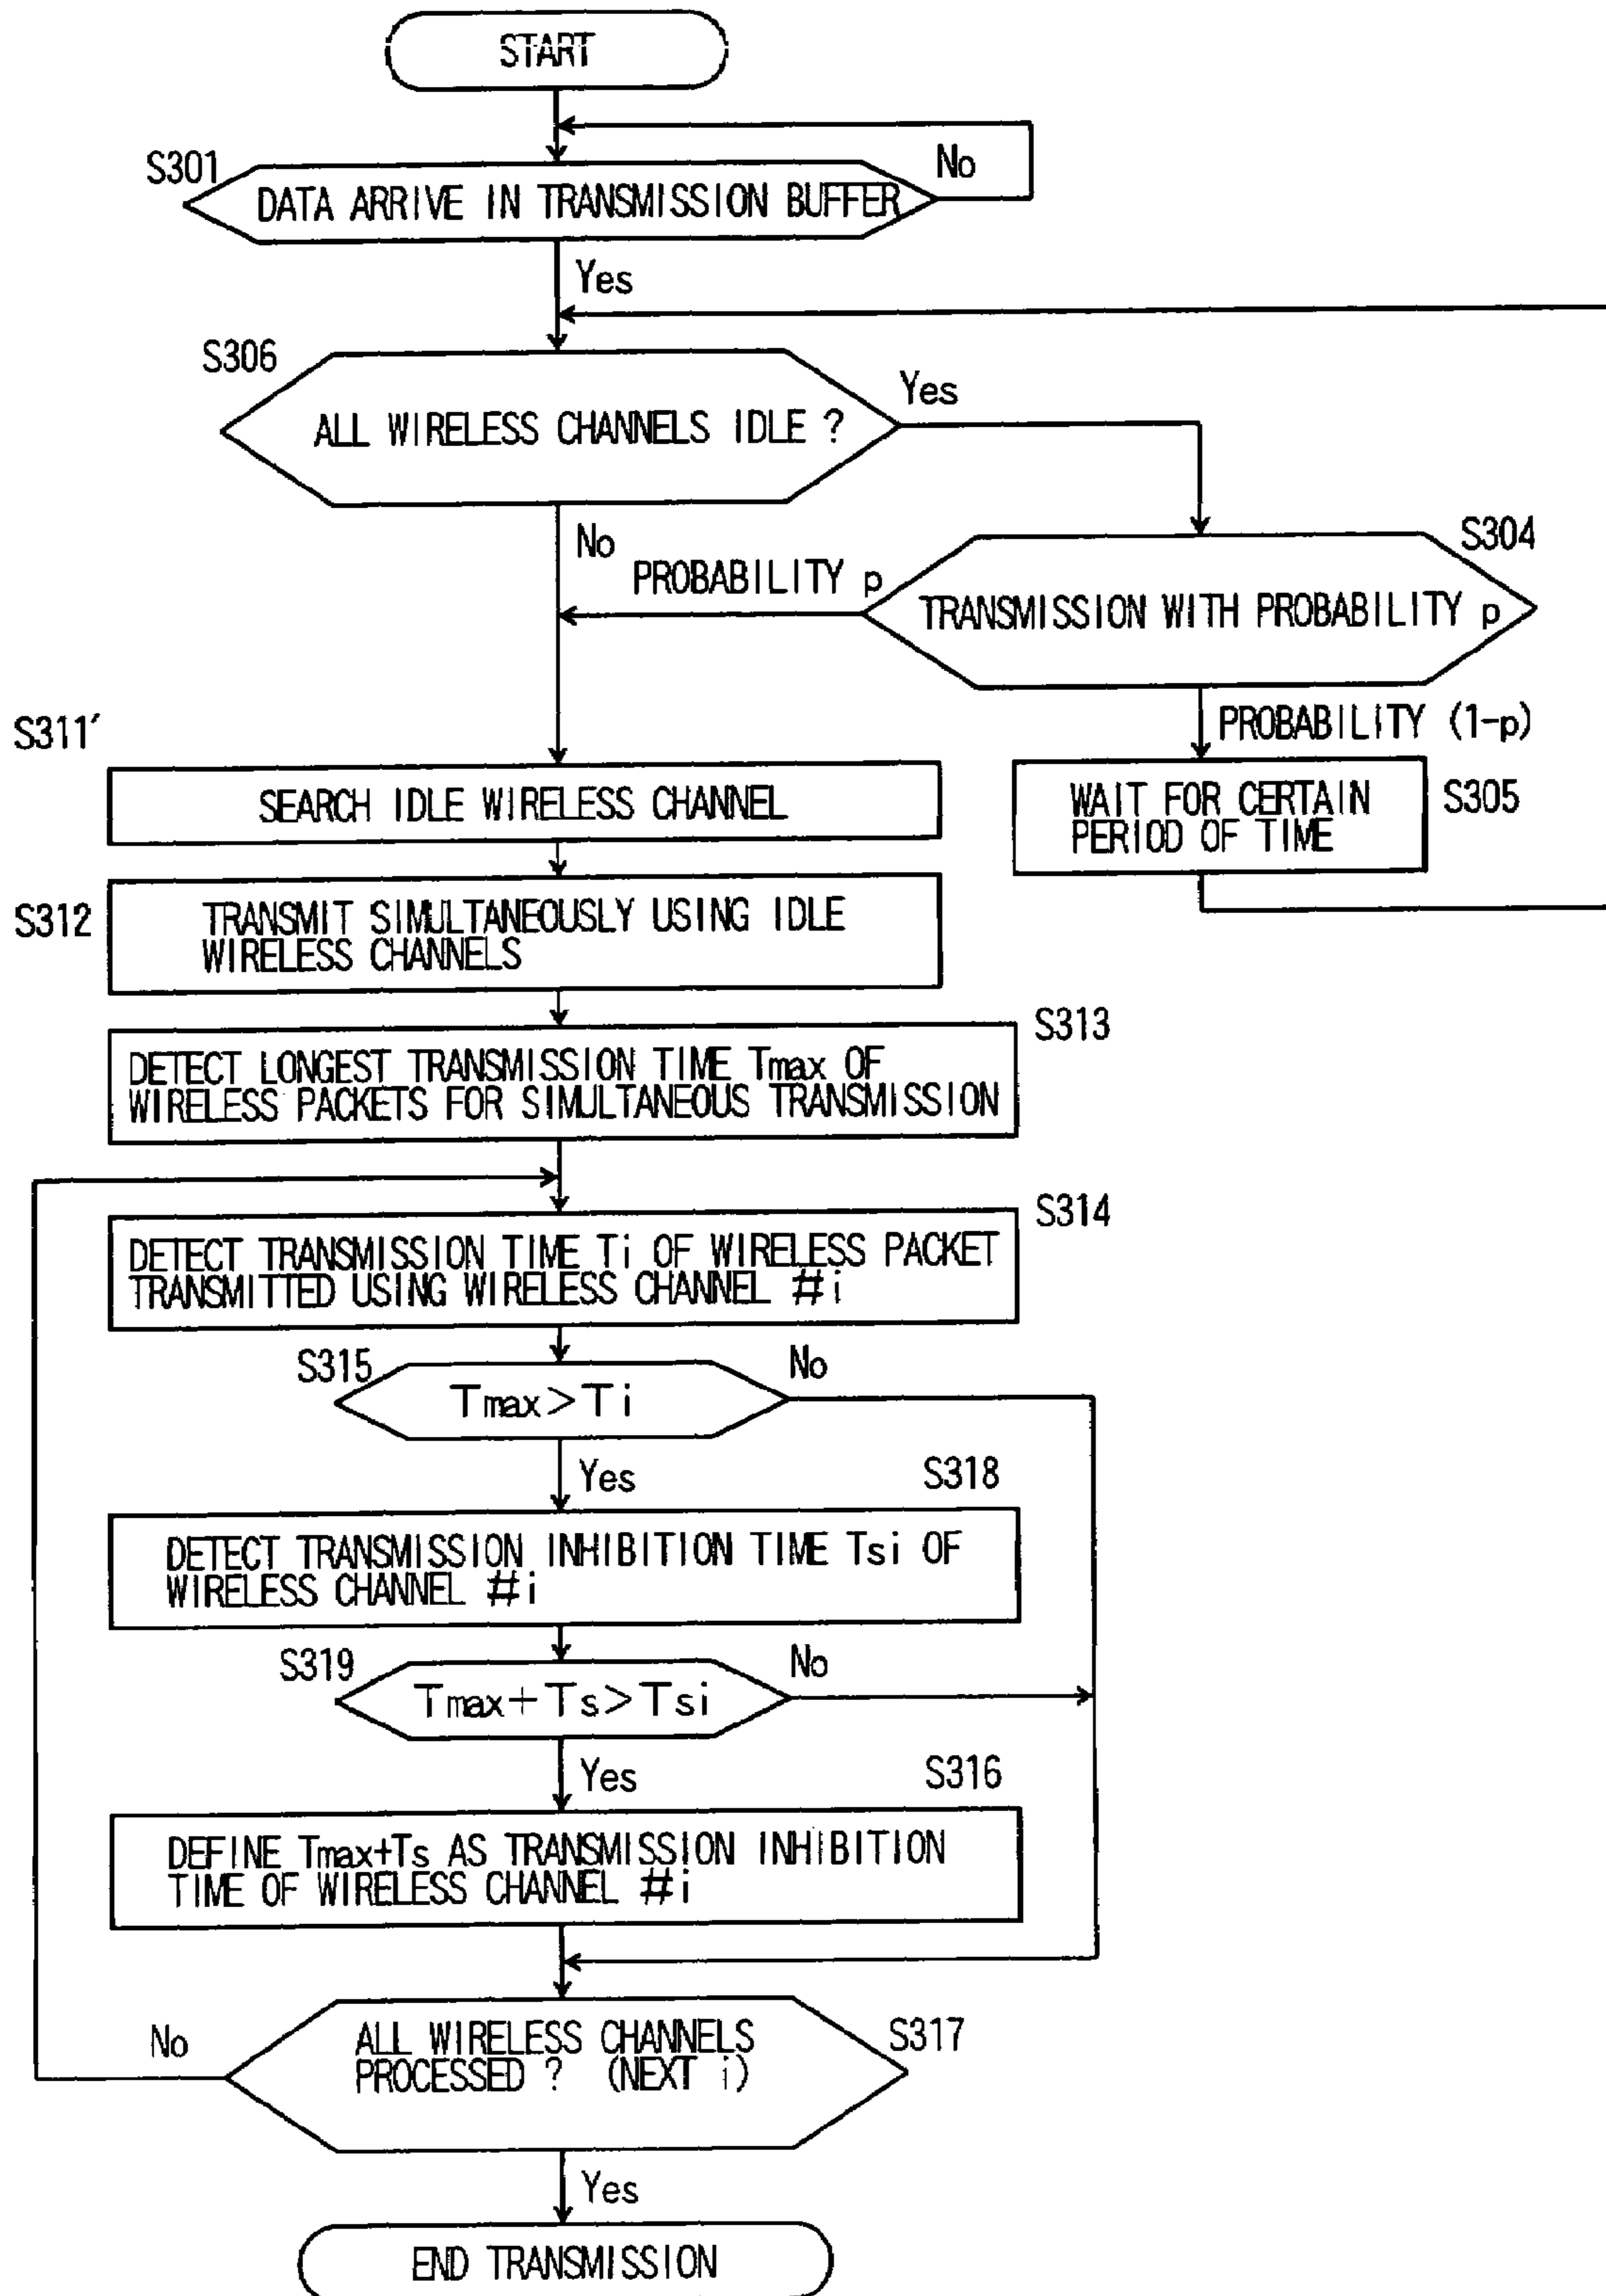 START
S301
No
DATA ARRIVE IN TRANSMISSION BUFFER
Yes
S306
Yes
ALL WIRELESS CHANNELS IDLE ?
No
S304
PROBABILITY p
TRANSMISSION WITH PROBABILITY p
PROBABILITY (1-p)
S311′
SEARCH IDLE WIRELESS CHANNEL
WAIT FOR CERTAIN
PERIOD OF TIME
S305
S312
TRANSMIT SIMULTANEOUSLY USING IDLE
WIRELESS CHANNELS
S313
DETECT LONGEST TRANSMISSION TIME Tmax OF
WIRELESS PACKETS FOR SIMULTANEOUS TRANSMISSION
S314
DETECT TRANSMISSION TIME Ti OF WIRELESS PACKET
TRANSMITTED USING WIRELESS CHANNEL #i
S315
No
Tmax>Ti
Yes
S318
DETECT TRANSMISSION INHIBITION TIME Tsi OF
WIRELESS CHANNEL #i
S319
No
Tmax+Ts>Tsi
Yes
S316
DEFINE Tmax+Ts AS TRANSMISSION INHIBITION
TIME OF WIRELESS CHANNEL #i
No
ALL WIRELESS CHANNELS
PROCESSED ? (NEXT i)
S317
Yes
END TRANSMISSION